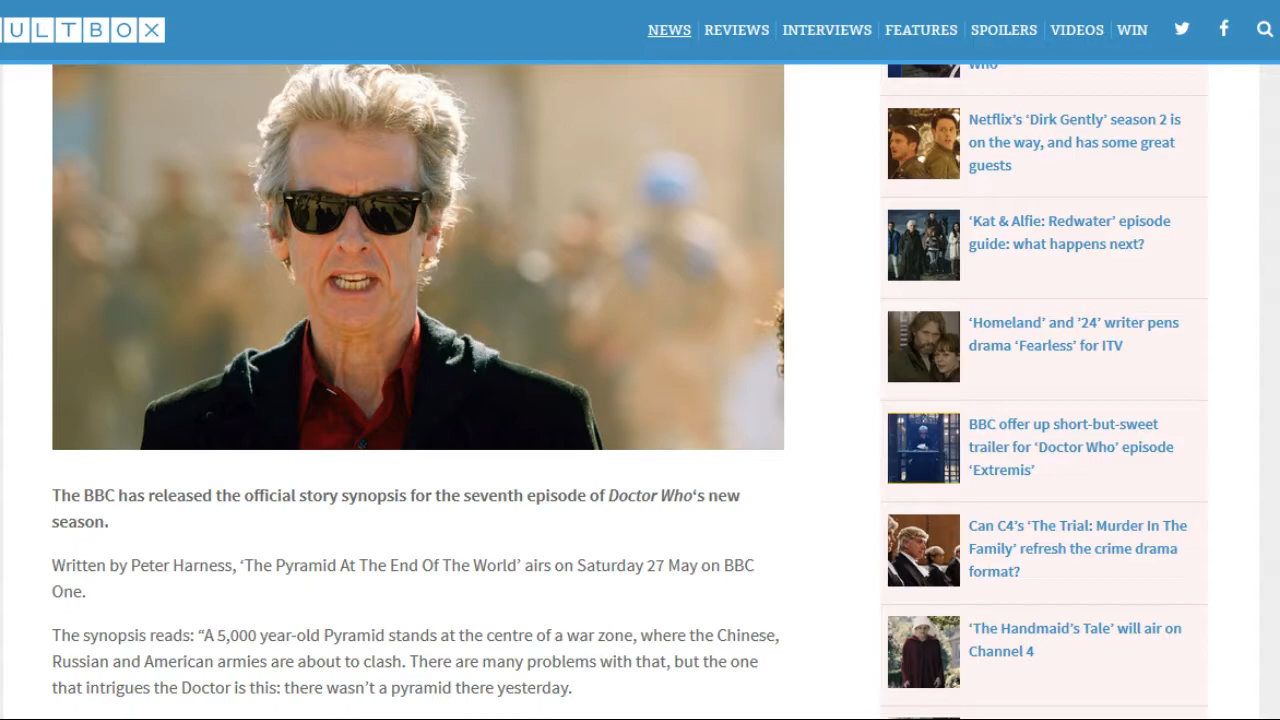 ULTBOX
NEWS
REVIEWS
INTERVIEWS
FEATURES
SPOILERS
VIDEOS
WIN
The BBC has released the official story synopsis for the seventh episode of Doctor Who‘s new
season.
Written by Peter Harness, ‘The Pyramid At The End Of The World’ airs on Saturday 27 May on BBC
One.
The synopsis reads: “A 5,000 year-old Pyramid stands at the centre of a war zone, where the Chinese,
Russian and American armies are about to clash. There are many problems with that, but the one
that intrigues the Doctor is this: there wasn’t a pyramid there yesterday.
Who’
Netflix’s ‘Dirk Gently’ season 2 is
on the way, and has some great
guests
‘Kat & Alfie: Redwater’ episode
guide: what happens next?
‘Homeland’ and ’24’ writer pens
drama ‘Fearless’ for ITV
BBC offer up short-but-sweet
trailer for ‘Doctor Who’ episode
‘Extremis’
Can C4’s ‘The Trial: Murder In The
Family’ refresh the crime drama
format?
‘The Handmaid’s Tale’ will air on
Channel 4